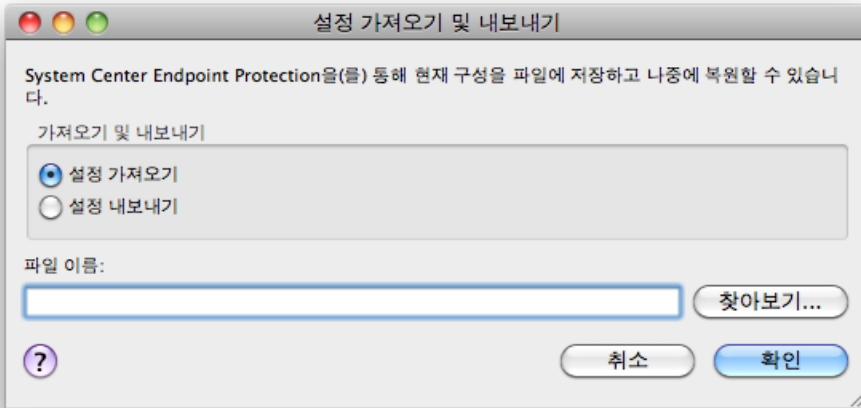 설정 가져오기 및 내보내기
System Center Endpoint Protection을(를) 통해 현재 구성을 파일에 저장하고 나중에 복원할 수 있습니
다.
가져오기 및 내보내기
설정 가져오기
설정 내보내기
파일 이름:
찾아보기...
?
취소
확인